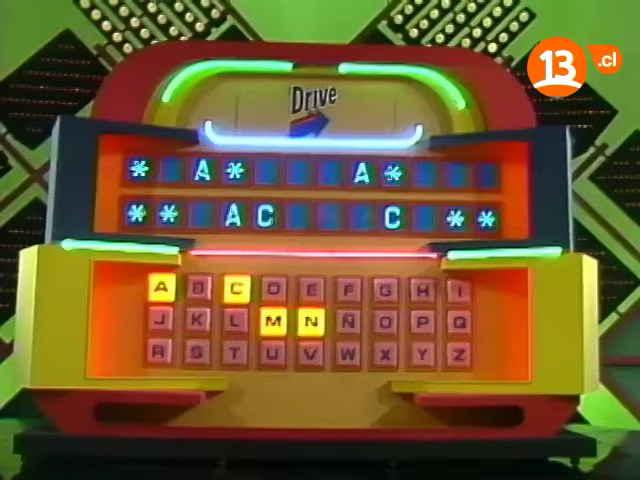 13 .cl
Drive
* A* A*
** AC C **
A B C D E F G H I
J K L M N Ñ O P Q
R S T U V W X Y Z